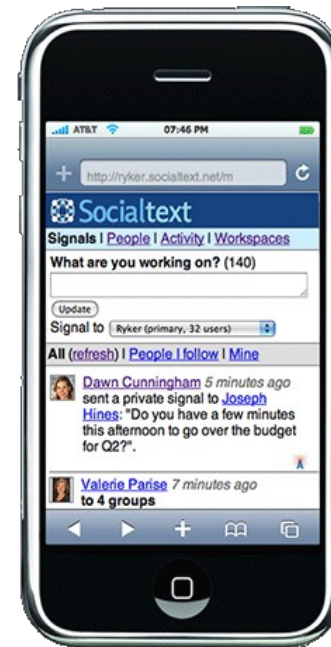 AT&T 07:46 PM
http://ryker.socialtext.net/m
Socialtext
Signals | People | Activity | Workspaces
What are you working on? (140)
Update
Signal to Ryker (primary, 32 users)
All (refresh) | People I follow | Mine
Dawn Cunningham 5 minutes ago
sent a private signal to Joseph
Hines: "Do you have a few minutes
this afternoon to go over the budget
for Q2?".
Valerie Parise 7 minutes ago
to 4 groups